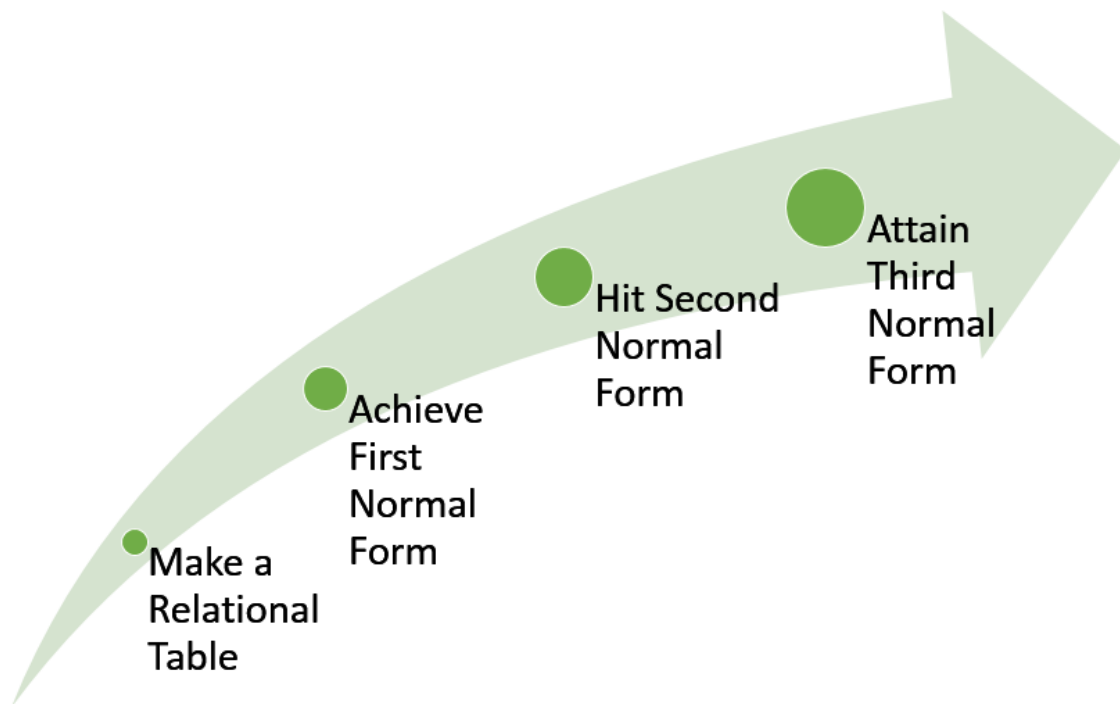 Make a
Relational
Table
Achieve
First
Normal
Form
Hit Second
Normal
Form
Attain
Third
Normal
Form